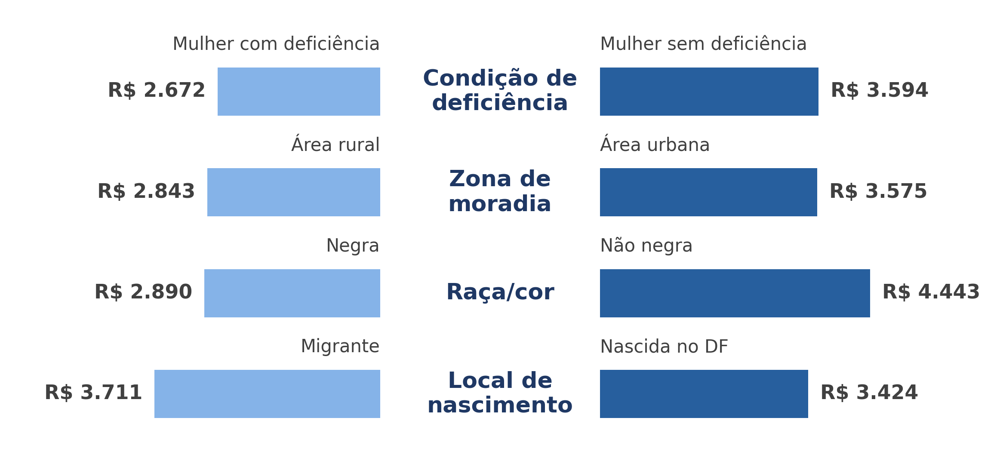 Mulher com deficiência
Mulher sem deficiência
R$ 2.672
Condição de
deficiência
R$ 3.594
Área rural
Área urbana
R$ 2.843
Zona de
moradia
R$ 3.575
Negra
Não negra
R$ 2.890
Raça/cor
R$ 4.443
Migrante
Nascida no DF
R$ 3.711
Local de
nascimento
R$ 3.424